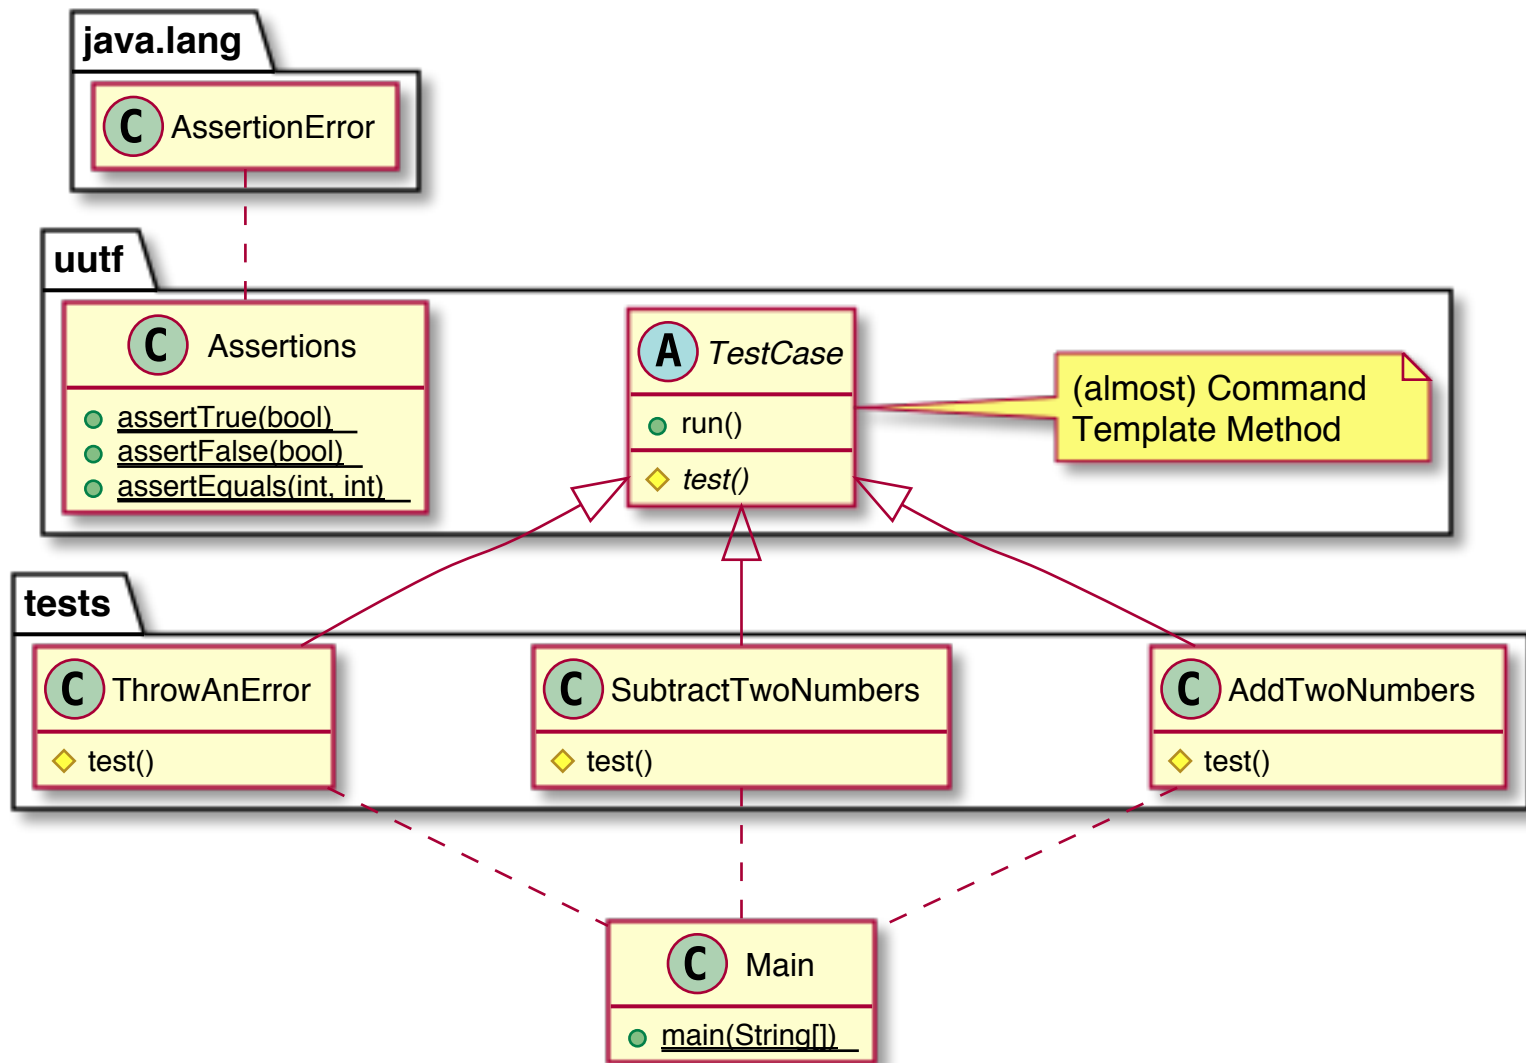 java.lang
C AssertionError
uutf
C Assertions
assertTrue(bool)
assertFalse(bool)
assertEquals(int, int)
A TestCase
run()
test()
(almost) Command
Template Method
tests
C ThrowAnError
test()
C SubtractTwoNumbers
test()
C AddTwoNumbers
test()
C Main
main(String[])